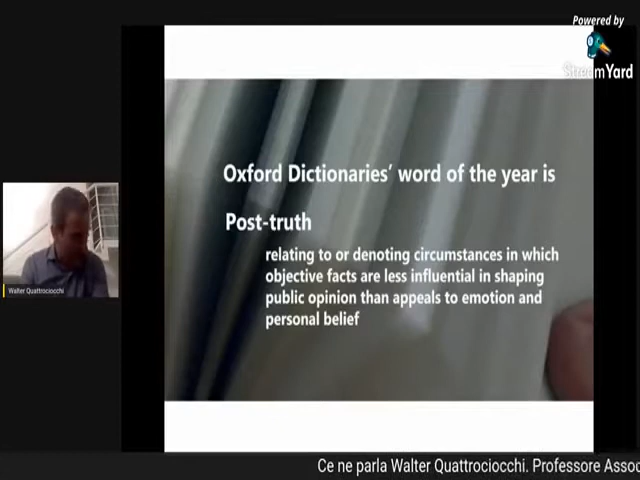 Powered by
StreamYard
Oxford Dictionaries' word of the year is
Post-truth
relating to or denoting circumstances in which
objective facts are less influential in shaping
public opinion than appeals to emotion and
personal belief
Walter Quattrociocchi
Ce ne parla Walter Quattrociocchi. Professore Assoc